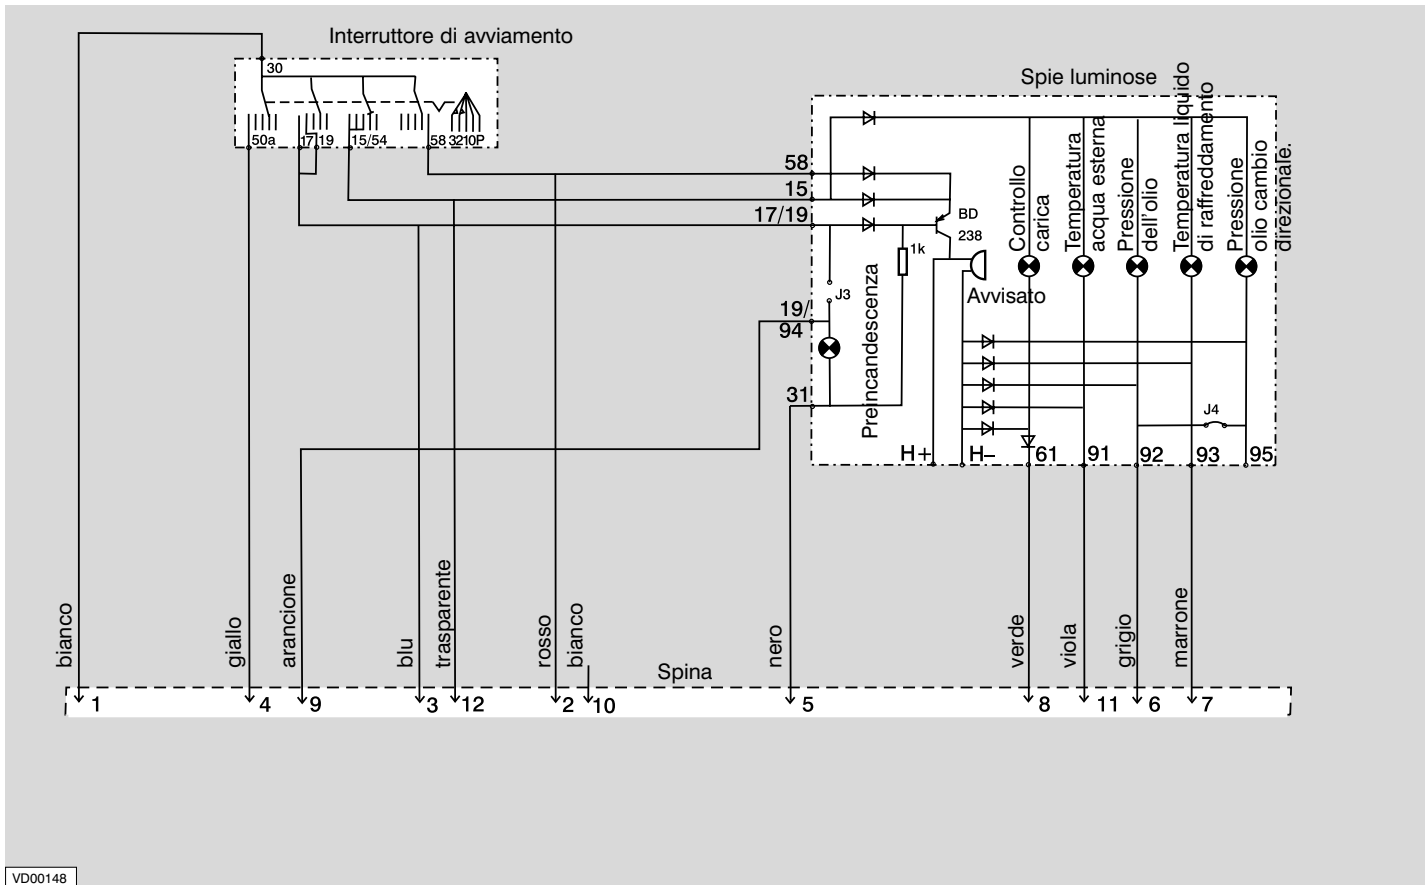 Interruttore di avviamento
30
50a
17
19
15/54
58
3210P
Spie luminose
58
15
17/19
19/
94
31
J3
1k
BD
238
Avvisato
Preincandescenza
Controllo
carica
Temperatura
acqua esterna
Pressione
dell'olio
Temperatura liquido
di raffreddamento
Pressione
olio cambio
direzionale.
J4
H+
H–
61
91
92
93
95
bianco
giallo
arancione
blu
trasparente
rosso
bianco
nero
verde
viola
grigio
marrone
Spina
1
4
9
3
12
2
10
5
8
11
6
7
VD00148